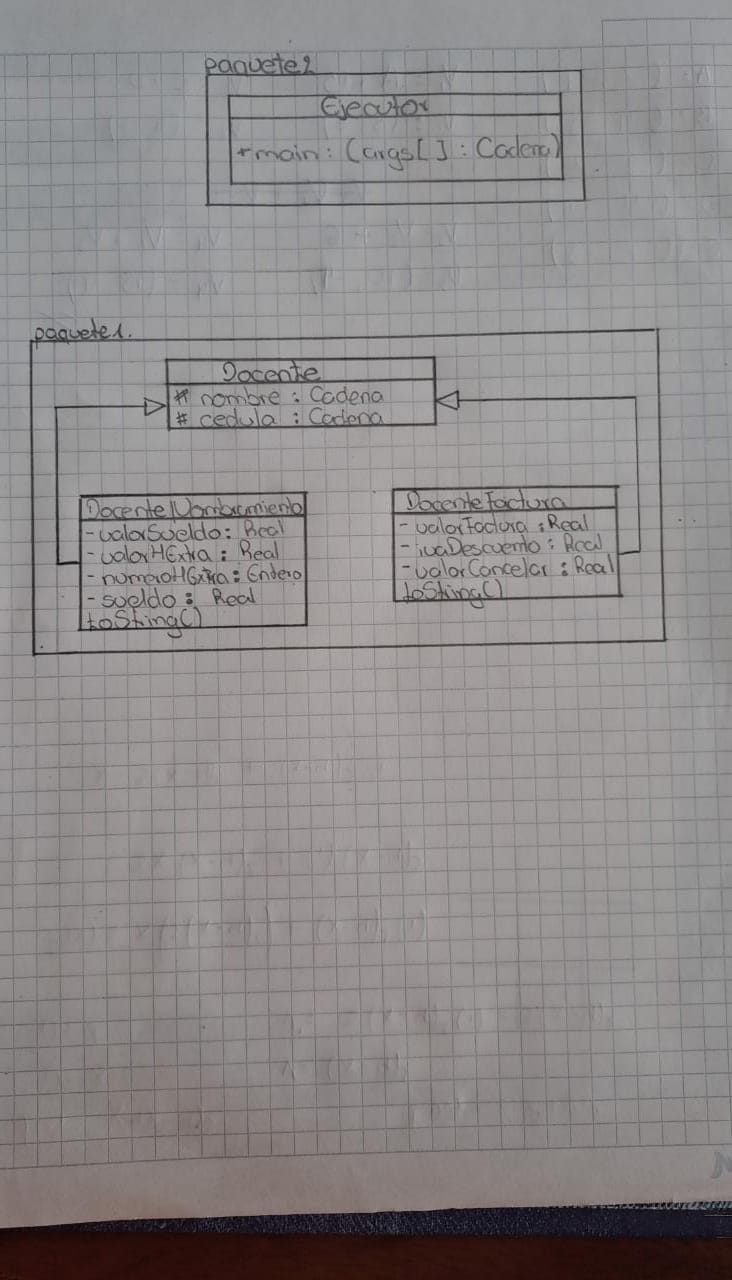 paquete2
Ejecutor
+main: (args[] : Cadena)
paquete1.
Docente
# nombre : Cadena
# cedula : Cadena
DocenteNombramiento
- valorSueldo: Real
- valorHExtra : Real
- numeroHExtra: Entero
- sueldo : Real
toString()
DocenteFactura
- valorFactura : Real
- ivaDescuento : Real
- valorCancelar : Real
toString()